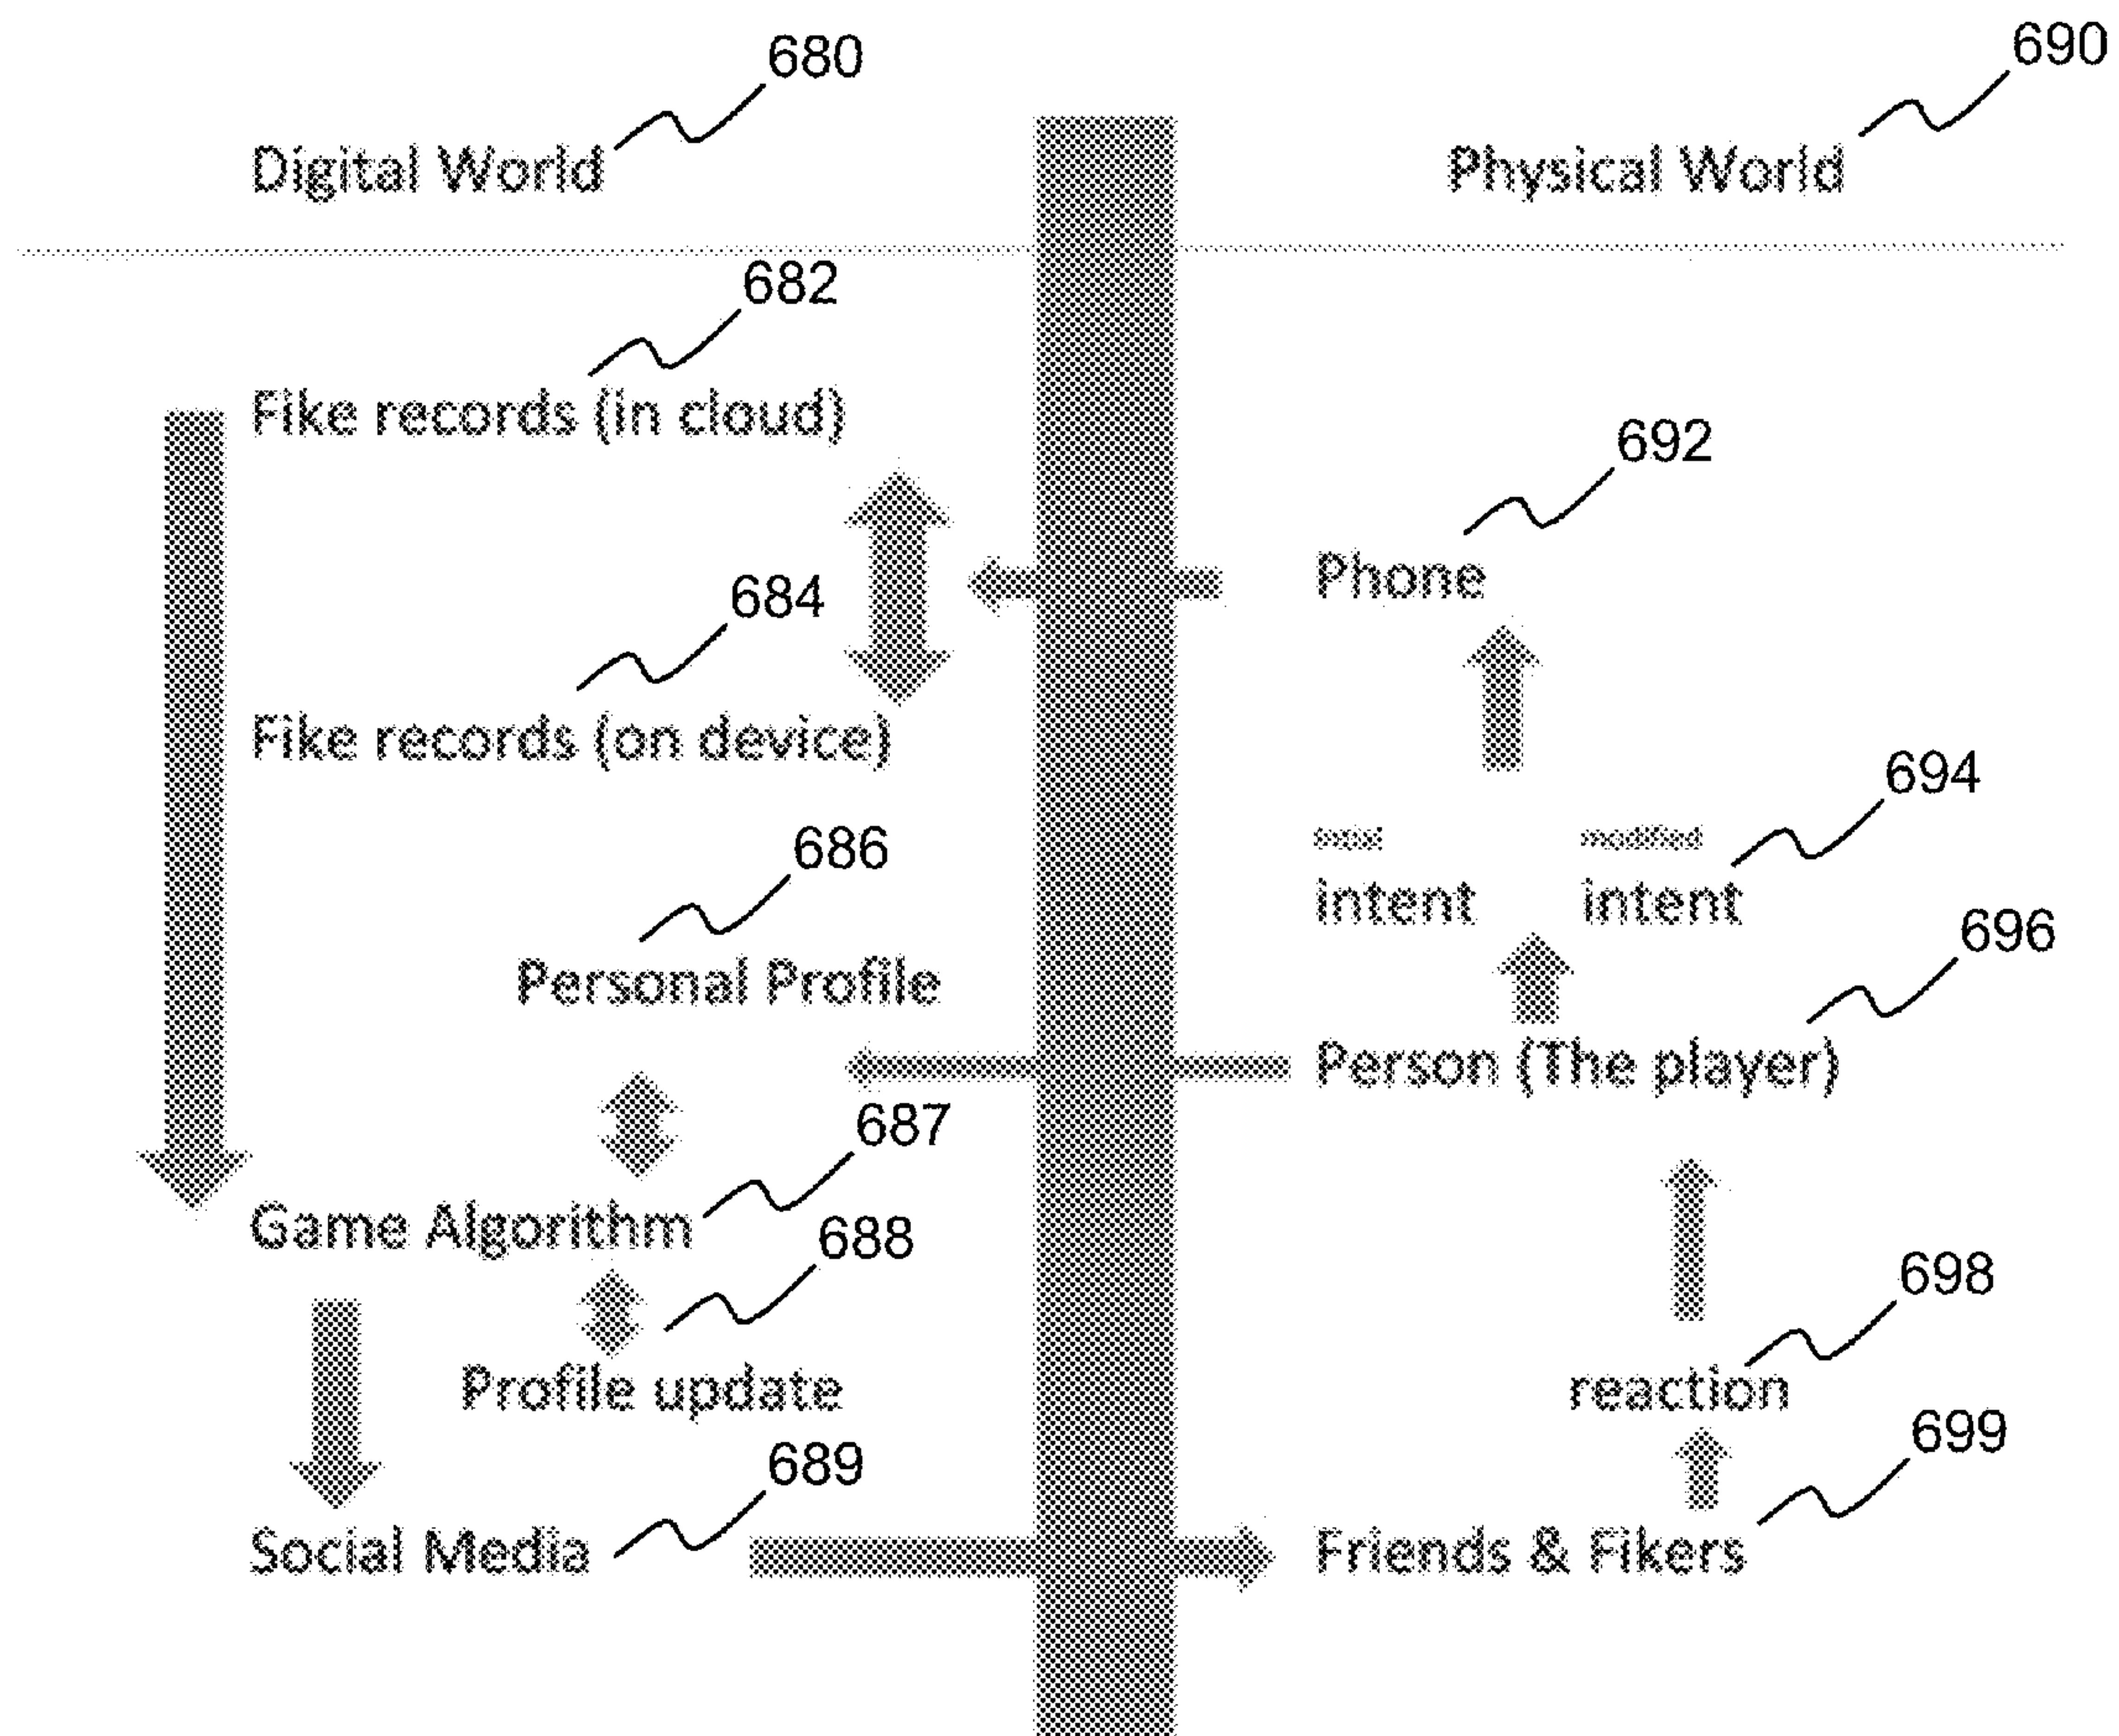 680
690
Digital World
Physical World
682
Fike records (in cloud)
692
Phone
684
Fike records (on device)
694
modified
686
intent
intent
696
Personal Profile
Person (The player)
687
Game Algorithm
688
698
Profile update
reaction
699
689
Social Media
Friends & Fikers